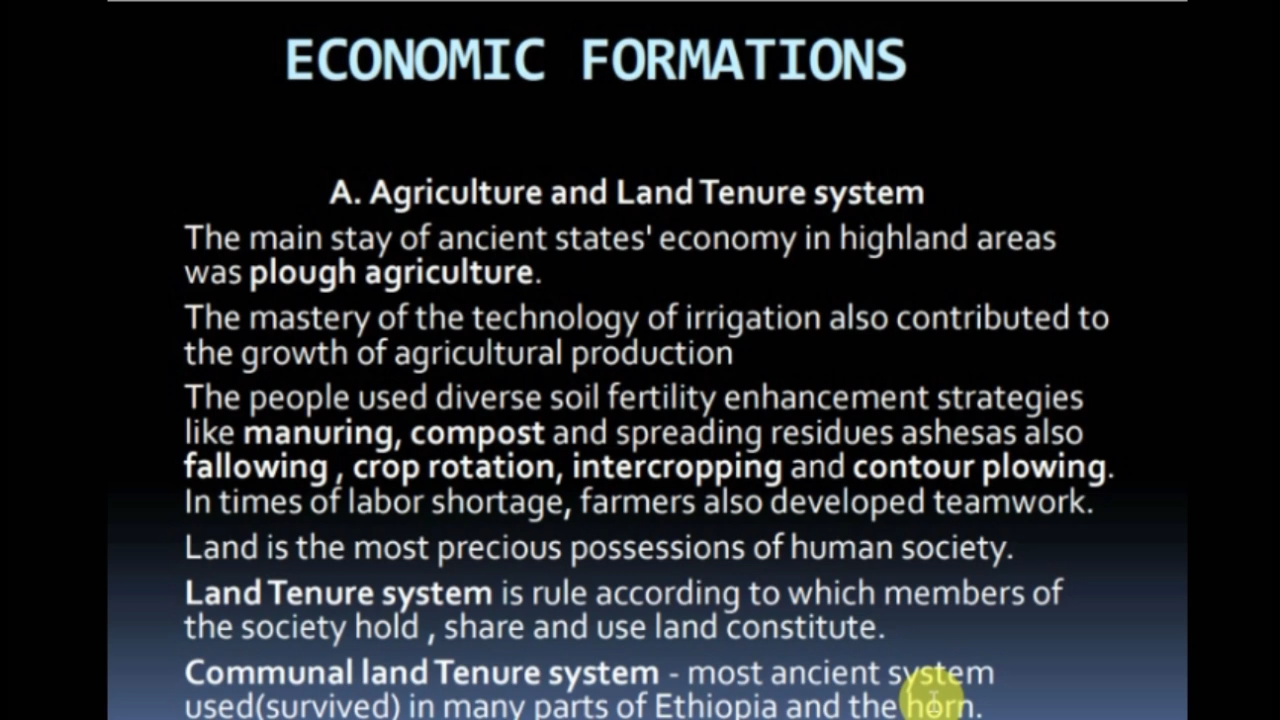 ECONOMIC FORMATIONS
A. Agriculture and Land Tenure system
The main stay of ancient states' economy in highland areas
was plough agriculture.
The mastery of the technology of irrigation also contributed to
the growth of agricultural production
The people used diverse soil fertility enhancement strategies
like manuring, compost and spreading residues ashesas also
fallowing , crop rotation, intercropping and contour plowing.
In times of labor shortage, farmers also developed teamwork.
Land is the most precious possessions of human society.
Land Tenure system is rule according to which members of
the society hold , share and use land constitute.
Communal land Tenure system - most ancient system
used(survived) in many parts of Ethiopia and the horn.